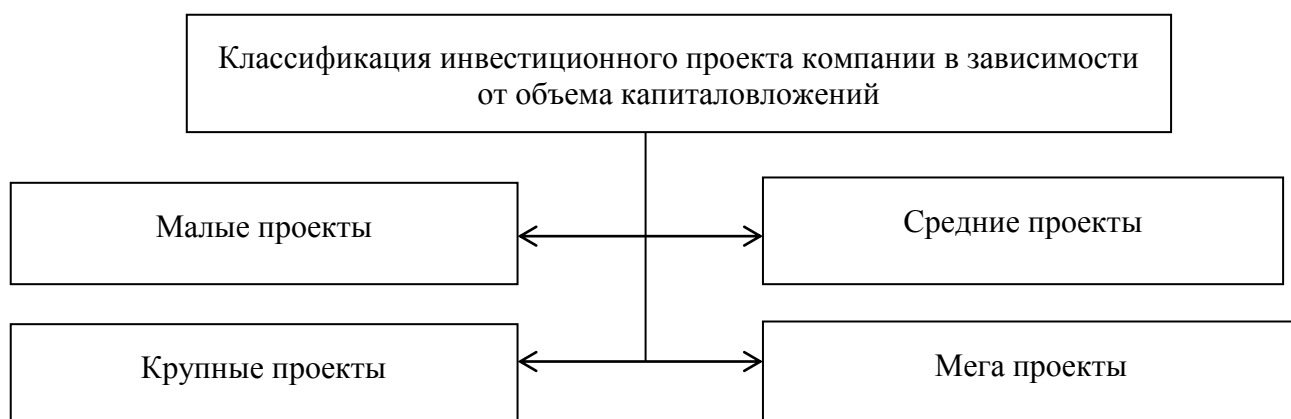 Классификация инвестиционного проекта компании в зависимости
от объема капиталовложений
Малые проекты
Средние проекты
Крупные проекты
Мега проекты